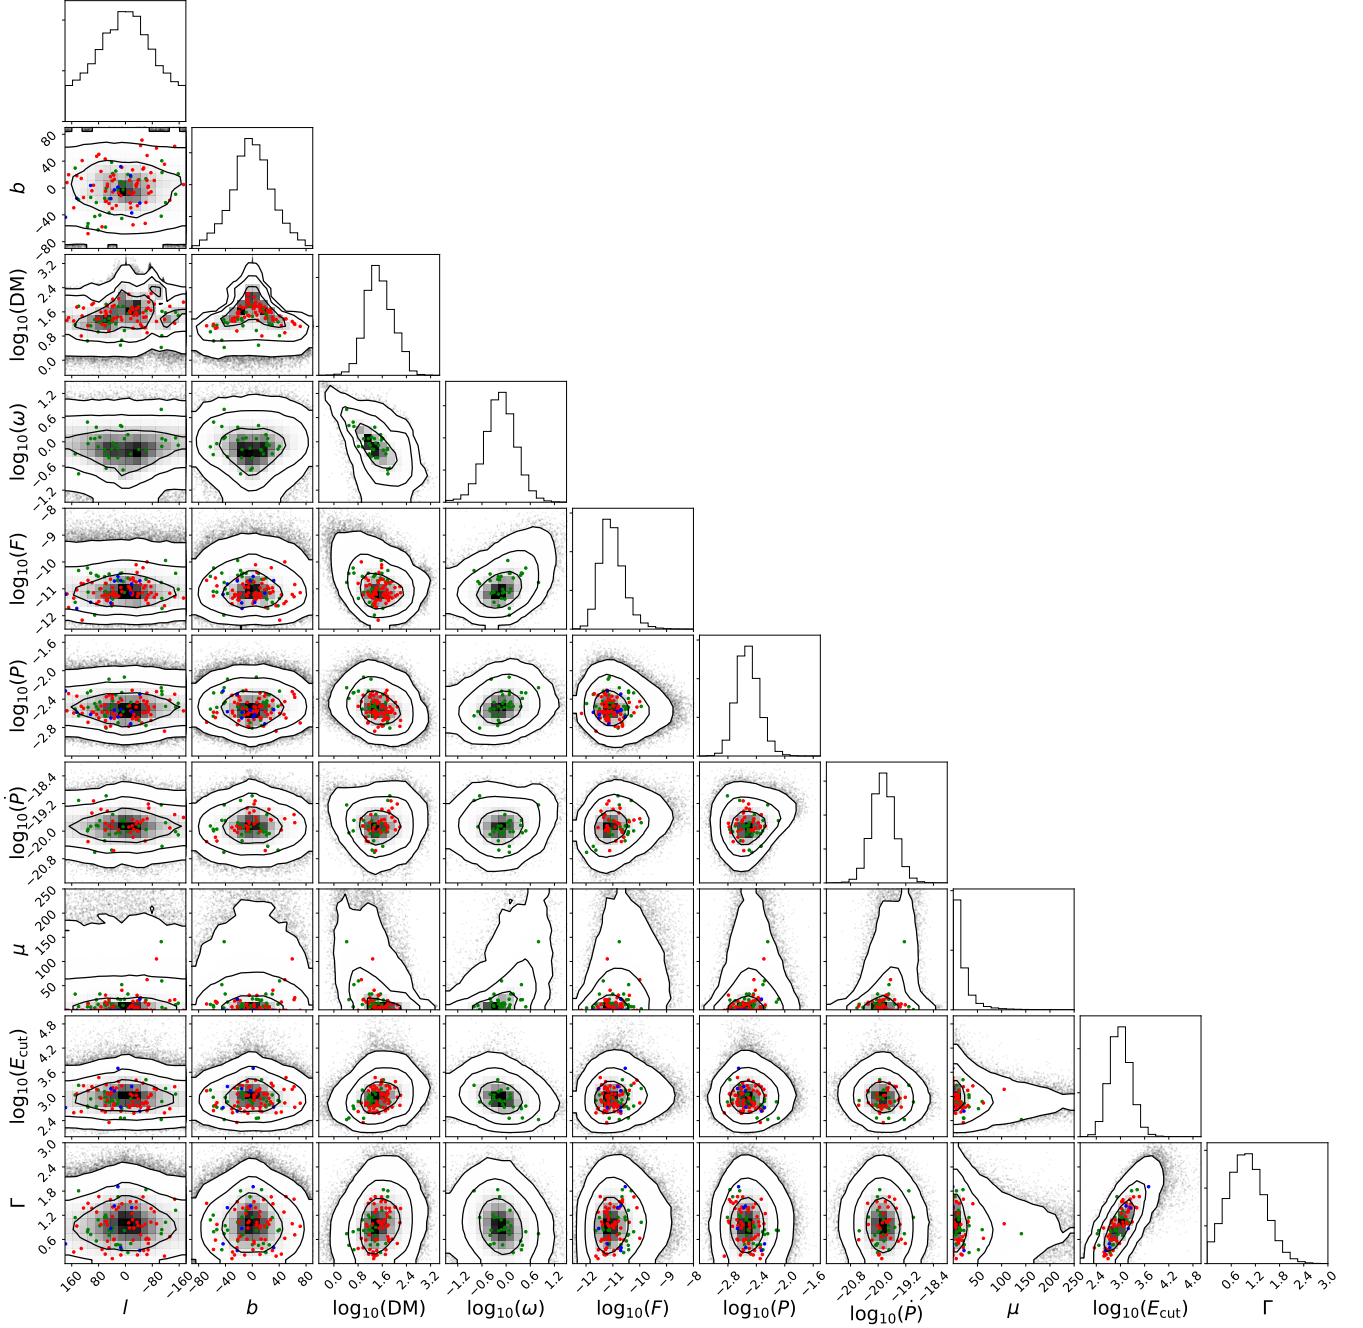 b
80
40
0
−40
−80
log₁₀(DM)
3.2
2.4
1.6
0.8
0.0
log₁₀(ω)
1.2
0.6
0.0
−0.6
−1.2
log₁₀(F)
−8
−9
−10
−11
−12
log₁₀(P)
−1.6
−2.0
−2.4
−2.8
log₁₀(Ṗ)
−18.4
−19.2
−20.0
−20.8
μ
250
200
150
100
50
log₁₀(E_cut)
4.8
4.2
3.6
3.0
2.4
Γ
3.0
2.4
1.8
1.2
0.6
160 80 0 −80 −160
−80 −40 0 40 80
0.0 0.8 1.6 2.4 3.2
−1.2 −0.6 0.0 0.6 1.2
−12 −11 −10 −9 −8
−2.8 −2.4 −2.0 −1.6
−20.8 −20.0 −19.2 −18.4
50 100 150 200 250
2.4 3.0 3.6 4.2 4.8
0.6 1.2 1.8 2.4 3.0
l b log₁₀(DM) log₁₀(ω) log₁₀(F) log₁₀(P) log₁₀(Ṗ) μ log₁₀(E_cut) Γ